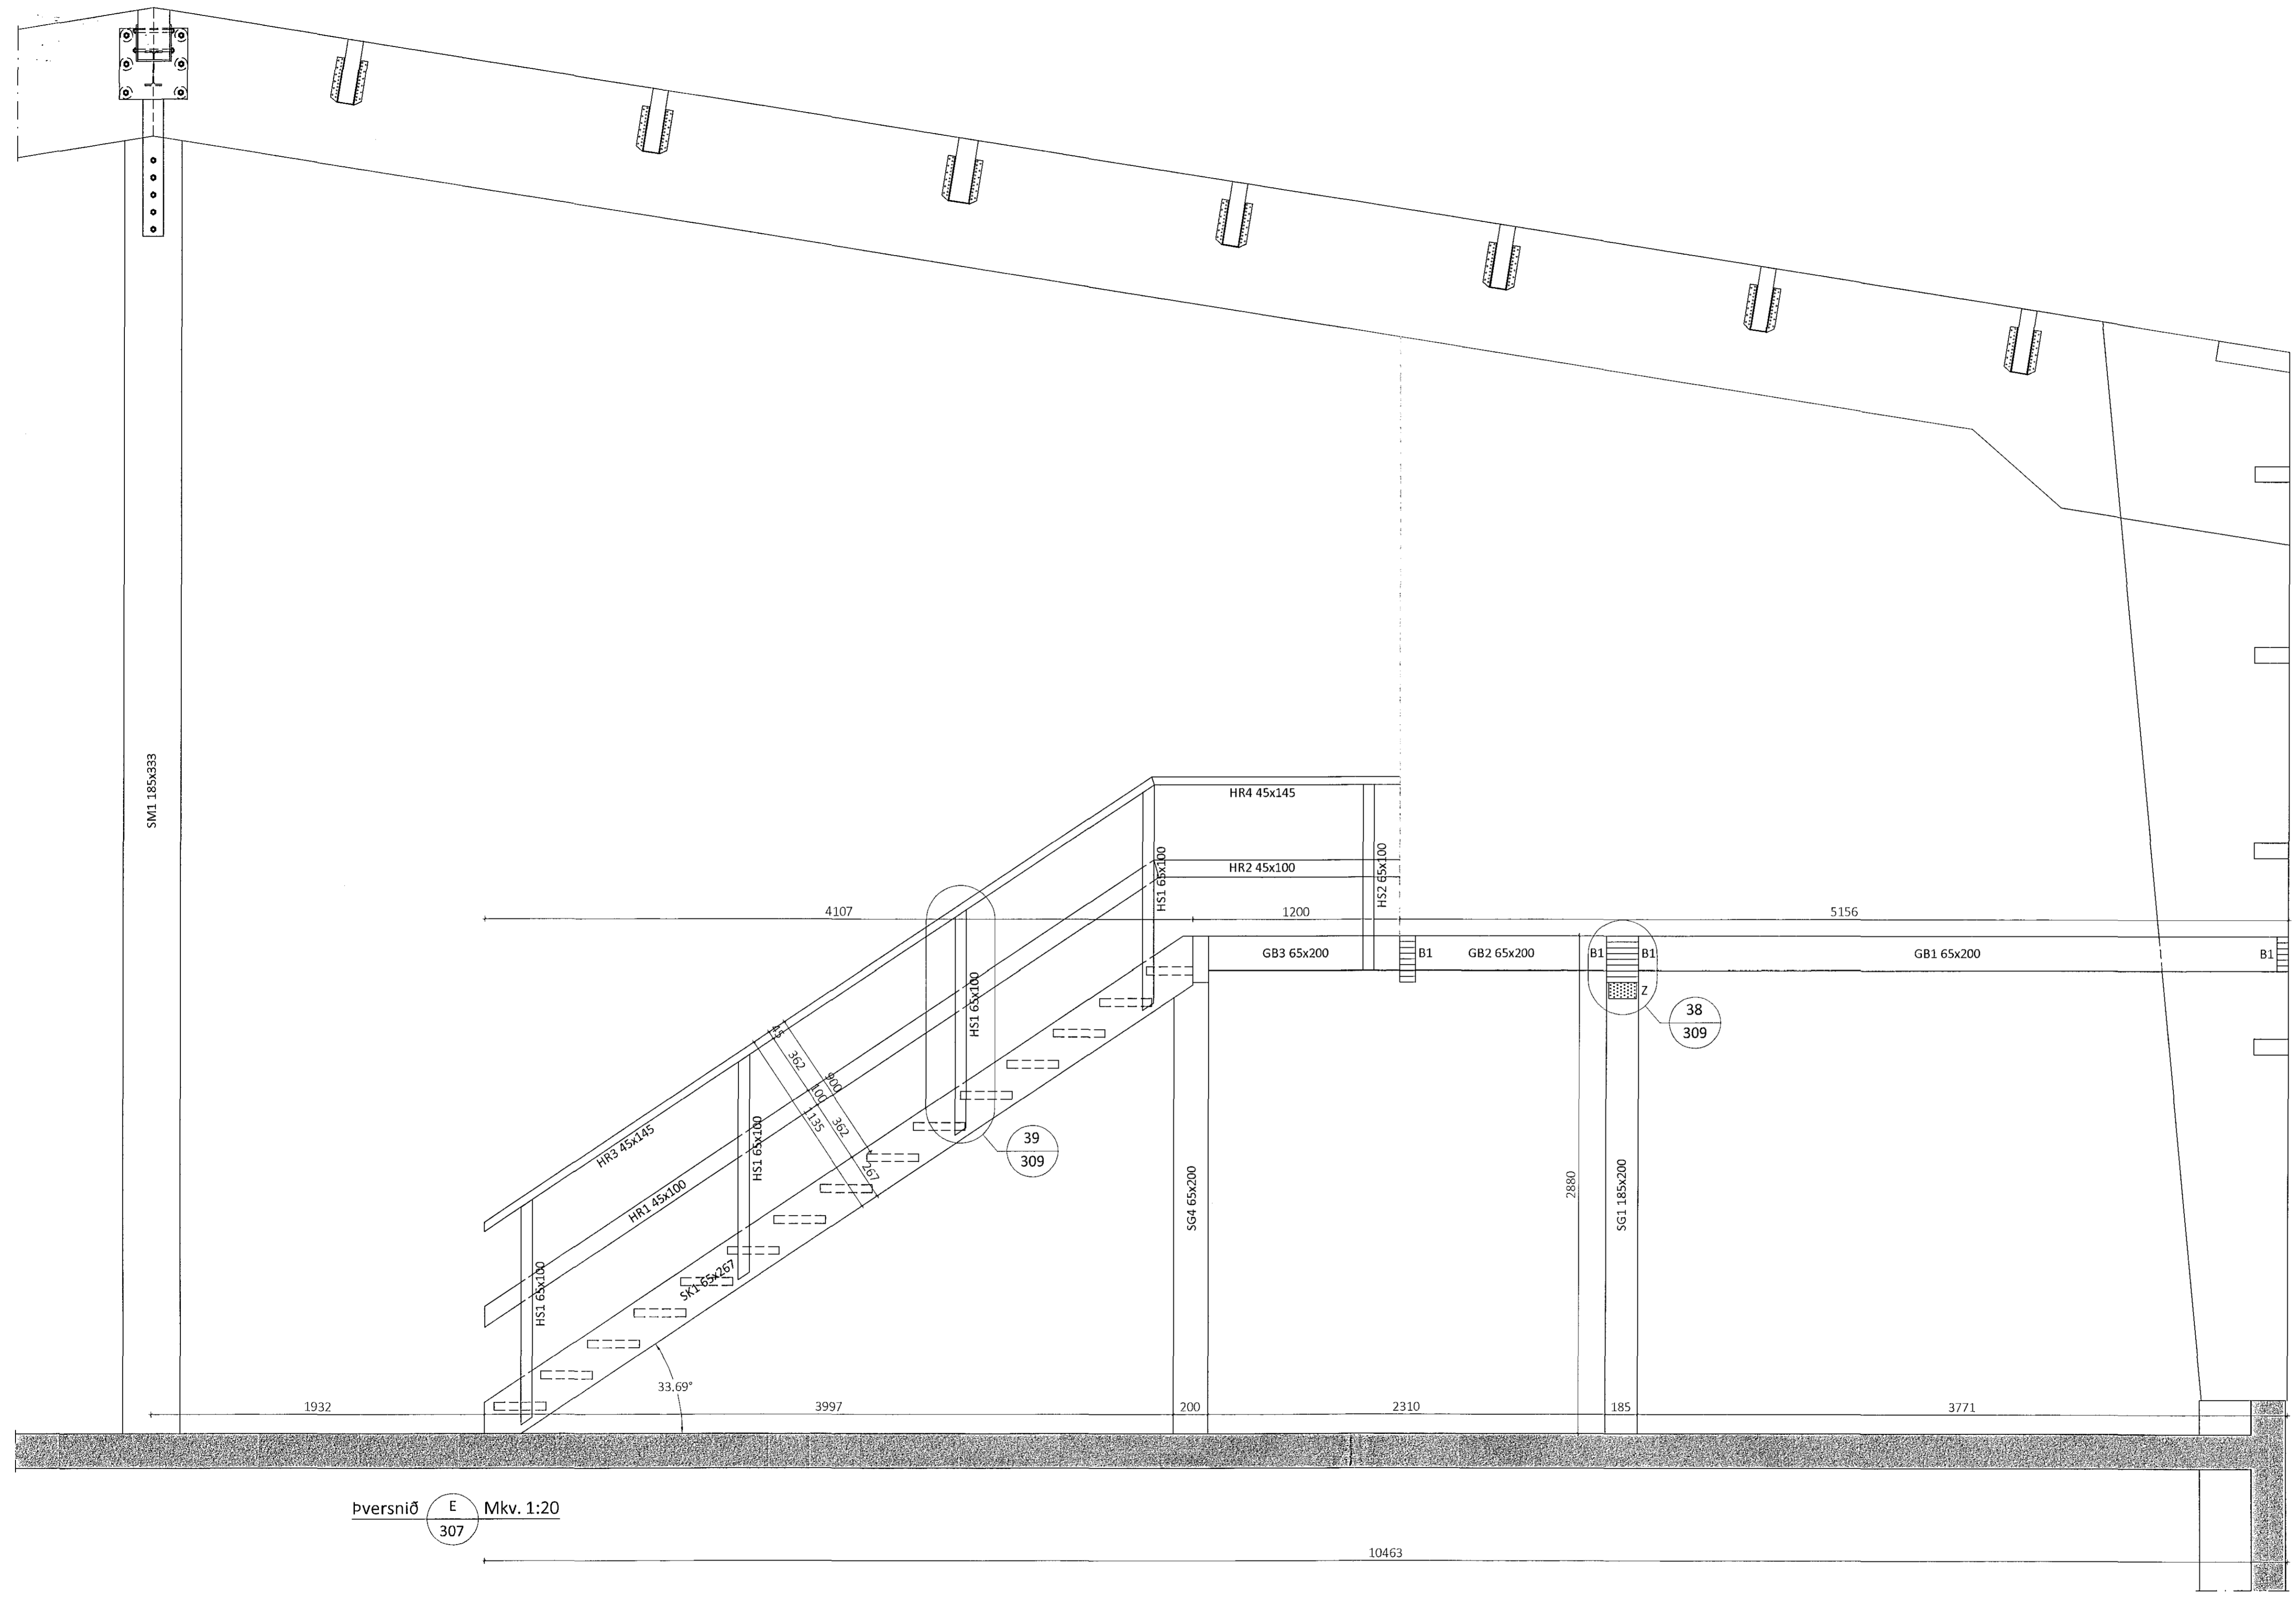 SM1 185x333
HR4 45x145
HR2 45x100
HS1 65x100
HS2 65x100
4107
1200
5156
GB3 65x200
B1
GB2 65x200
B1
B1
GB1 65x200
B1
Z
38
309
HS1 65x100
45
362
100
362
267
900
1135
39
309
HR3 45x145
HS1 65x100
HR1 45x100
SG4 65x200
2880
SG1 185x200
HS1 65x100
SK1 65x267
33.69°
1932
3997
200
2310
185
3771
Þversnið E Mkv. 1:20
307
10463